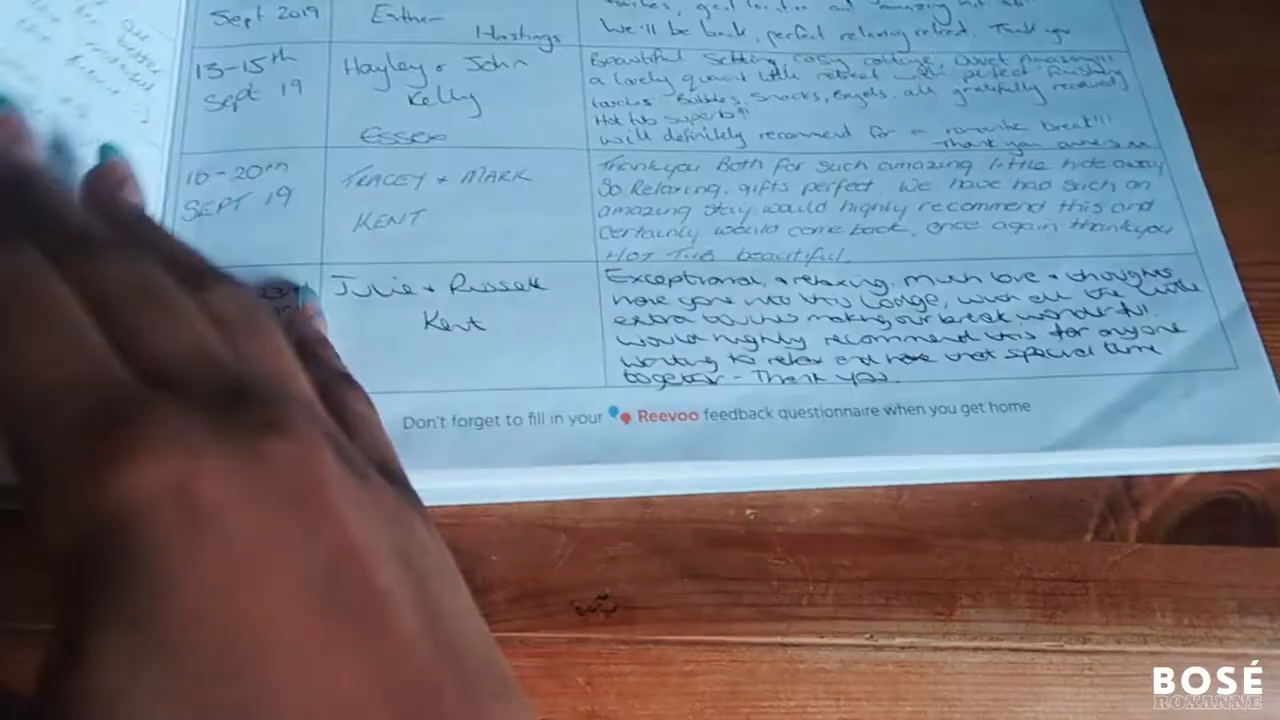 Sept 2019
Esther
Hastings
We'll be back, perfect relaxing retreat. Thank you
13-15th
Sept 19
Hayley & John
Kelly
Essex
Beautiful Setting cosy cottage, Quiet Amazing!!!
a lovely quaint little retreat with perfect finishing
touches. Bubbles, Snacks, all gratefully received
Hot tub superb!!
Will definitely recommend for a romantic break!!!
Thank you
16-20th
SEPT 19
TRACEY + MARK
KENT
Thankyou Both for such amazing little hide away
So Relaxing, gifts perfect We have had such an
amazing stay would highly recommend this and
Certainly would come back, once again thankyou
HOT TUB beautiful.
Julie + Russell
Kent
Exceptional, & relaxing, much love & thoughts
have gone into this Lodge, with all the little
extra touches making our break wonderful.
Would highly recommend this for anyone
wanting to relax and have that special time
together - Thank you.
Don't forget to fill in your Reevoo feedback questionnaire when you get home
BOSÉ
ROXANNE